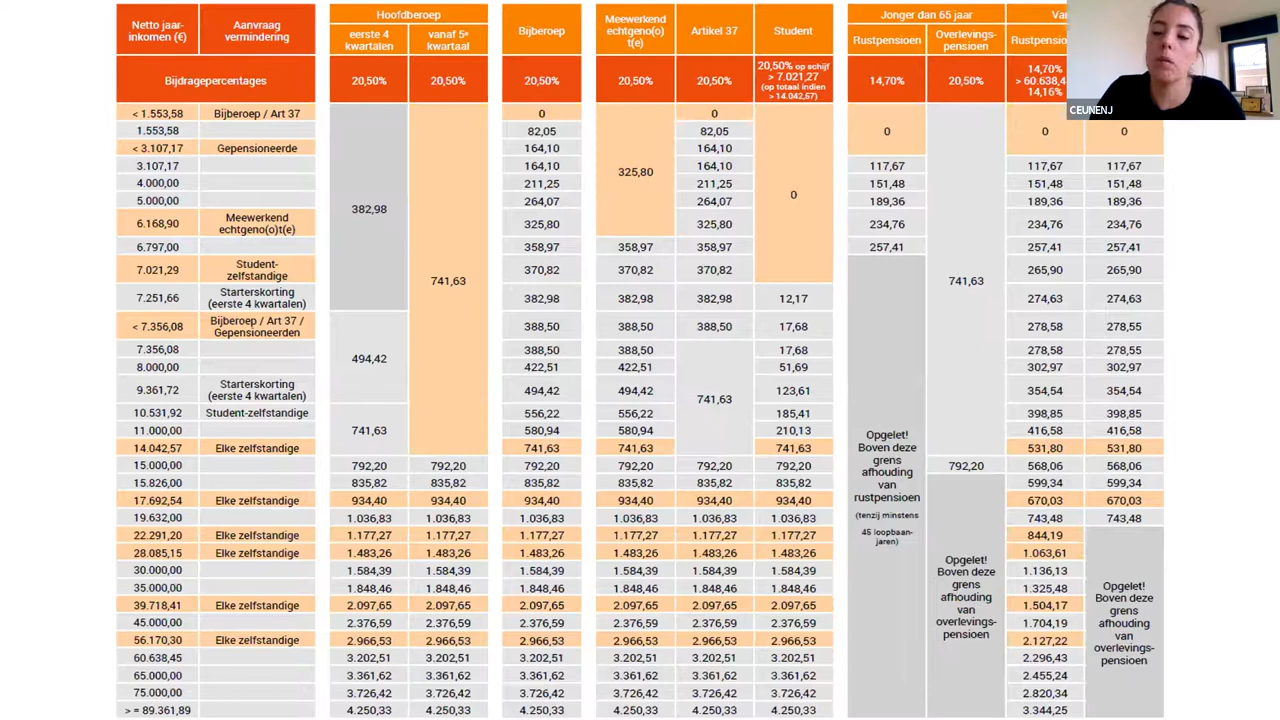 Netto jaar-
inkomen (€)
Aanvraag
vermindering
Hoofdberoep
eerste 4
kwartalen
vanaf 5e
kwartaal
Bijberoep
Meewerkend
echtgeno(o)
t(e)
Artikel 37
Student
Jonger dan 65 jaar
Rustpensioen
Overlevings-
pensioen
Rustpensioe
Bijdragepercentages
20,50%
20,50%
20,50%
20,50%
20,50%
20,50% op schijf
> 7.021,27
(op totaal indien
> 14.042,57)
14,70%
20,50%
14,70%
> 60.638,4
14,16%
CEUNENJ
< 1.553,58 Bijberoep / Art 37 0 0
1.553,58 82,05 82,05 0 0 0
< 3.107,17 Gepensioneerde 164,10 164,10
3.107,17 164,10 325,80 164,10 117,67 117,67 117,67
4.000,00 211,25 211,25 151,48 151,48 151,48
5.000,00 382,98 264,07 264,07 0 189,36 189,36 189,36
6.168,90 Meewerkend
echtgeno(o)t(e) 325,80 325,80 234,76 234,76 234,76
6.797,00 358,97 358,97 358,97 257,41 257,41 257,41
7.021,29 Student-
zelfstandige 741,63 370,82 370,82 370,82 741,63 265,90 265,90
7.251,66 Starterskorting
(eerste 4 kwartalen) 382,98 382,98 382,98 12,17 274,63 274,63
< 7.356,08 Bijberoep / Art 37 /
Gepensioneerden 388,50 388,50 388,50 17,68 278,58 278,55
7.356,08 494,42 388,50 388,50 17,68 278,58 278,55
8.000,00 422,51 422,51 51,69 302,97 302,97
9.361,72 Starterskorting
(eerste 4 kwartalen) 494,42 494,42 741,63 123,61 354,54 354,54
10.531,92 Student-zelfstandige 556,22 556,22 185,41 398,85 398,85
11.000,00 741,63 580,94 580,94 210,13 416,58 416,58
14.042,57 Elke zelfstandige 741,63 741,63 741,63 531,80 531,80
15.000,00 792,20 792,20 792,20 792,20 792,20 792,20 792,20 568,06 568,06
15.826,00 835,82 835,82 835,82 835,82 835,82 835,82 599,34 599,34
17.692,54 Elke zelfstandige 934,40 934,40 934,40 934,40 934,40 934,40 670,03 670,03
19.632,00 1.036,83 1.036,83 1.036,83 1.036,83 1.036,83 1.036,83 743,48 743,48
22.291,20 Elke zelfstandige 1.177,27 1.177,27 1.177,27 1.177,27 1.177,27 1.177,27 844,19
28.085,15 Elke zelfstandige 1.483,26 1.483,26 1.483,26 1.483,26 1.483,26 1.483,26 1.063,61
30.000,00 1.584,39 1.584,39 1.584,39 1.584,39 1.584,39 1.584,39 1.136,13
35.000,00 1.848,46 1.848,46 1.848,46 1.848,46 1.848,46 1.848,46 1.325,48
39.718,41 Elke zelfstandige 2.097,65 2.097,65 2.097,65 2.097,65 2.097,65 2.097,65 1.504,17
45.000,00 2.376,59 2.376,59 2.376,59 2.376,59 2.376,59 2.376,59 1.704,19
56.170,30 Elke zelfstandige 2.966,53 2.966,53 2.966,53 2.966,53 2.966,53 2.966,53 2.127,22
60.638,45 3.202,51 3.202,51 3.202,51 3.202,51 3.202,51 3.202,51 2.296,43
65.000,00 3.361,62 3.361,62 3.361,62 3.361,62 3.361,62 3.361,62 2.455,24
75.000,00 3.726,42 3.726,42 3.726,42 3.726,42 3.726,42 3.726,42 2.820,34
> = 89.361,89 4.250,33 4.250,33 4.250,33 4.250,33 4.250,33 4.250,33 3.344,25
Opgelet!
Boven deze
grens
afhouding
van
rustpensioen
(tenzij minstens
45 loopbaan-
jaren)
Opgelet!
Boven deze
grens
afhouding
van
overlevings-
pensioen
Opgelet!
Boven deze
grens
afhouding
van
overlevings-
pensioen